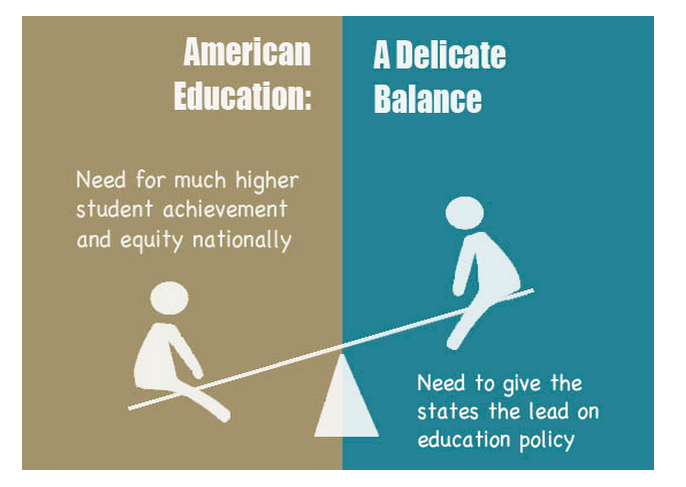 American
Education:
A Delicate
Balance
Need for much higher
student achievement
and equity nationally
Need to give the
states the lead on
education policy